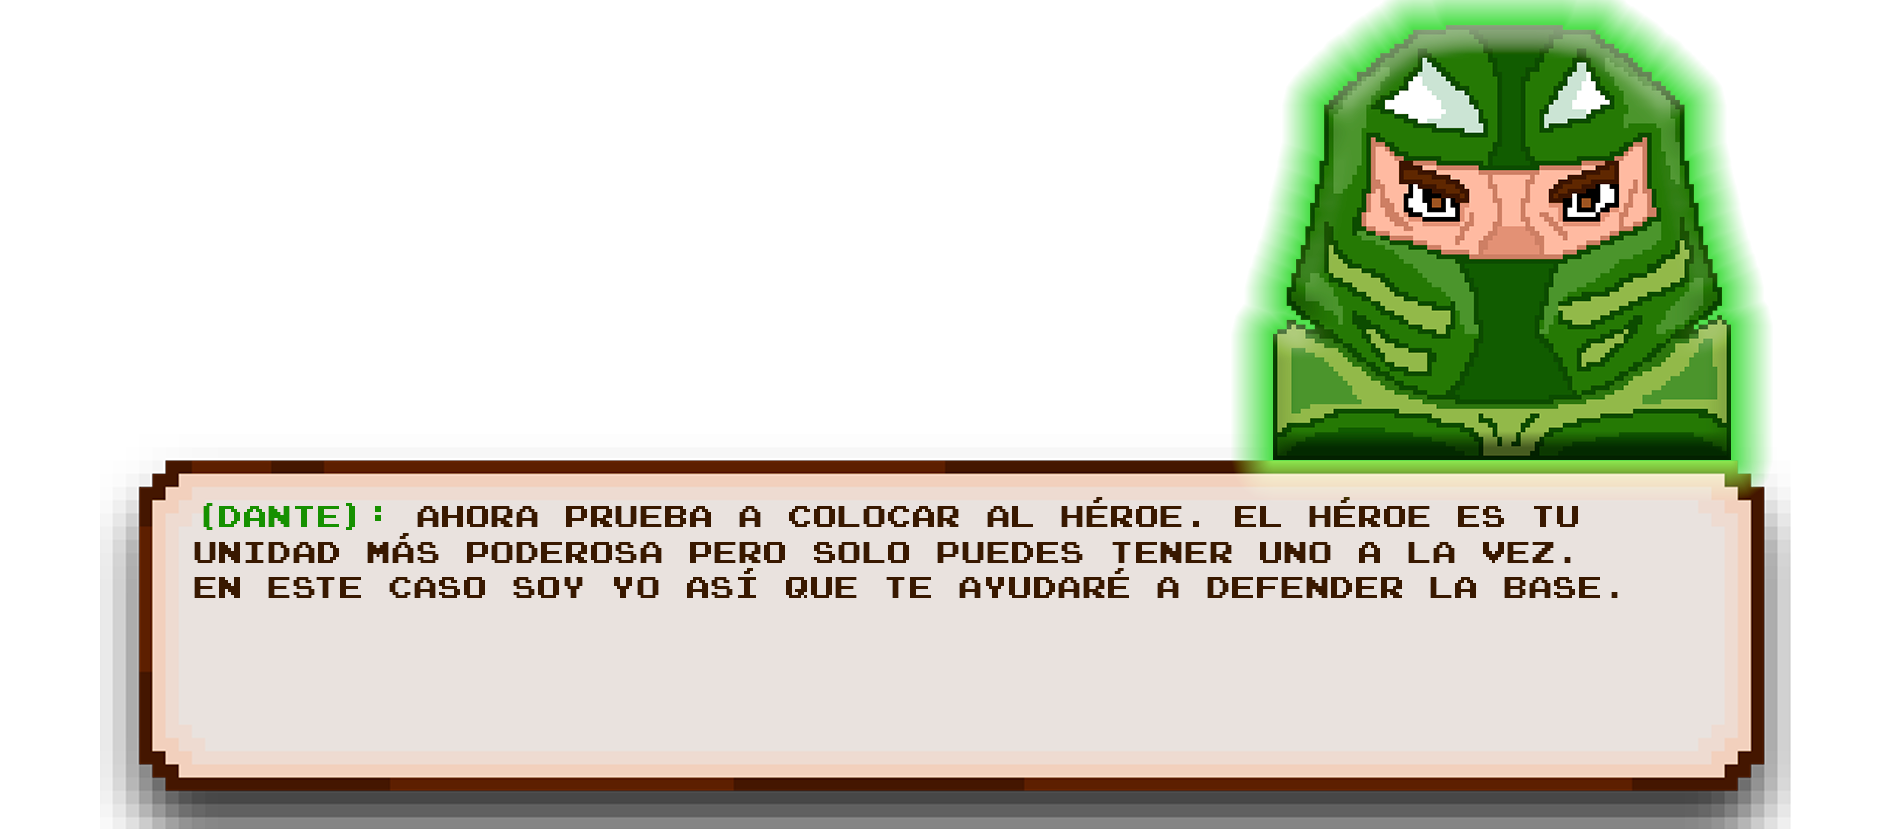 (DANTE): AHORA PRUEBA A COLOCAR AL HÉROE. EL HÉROE ES TU
UNIDAD MÁS PODEROSA PERO SOLO PUEDES TENER UNO A LA VEZ.
EN ESTE CASO SOY YO ASÍ QUE TE AYUDARÉ A DEFENDER LA BASE.